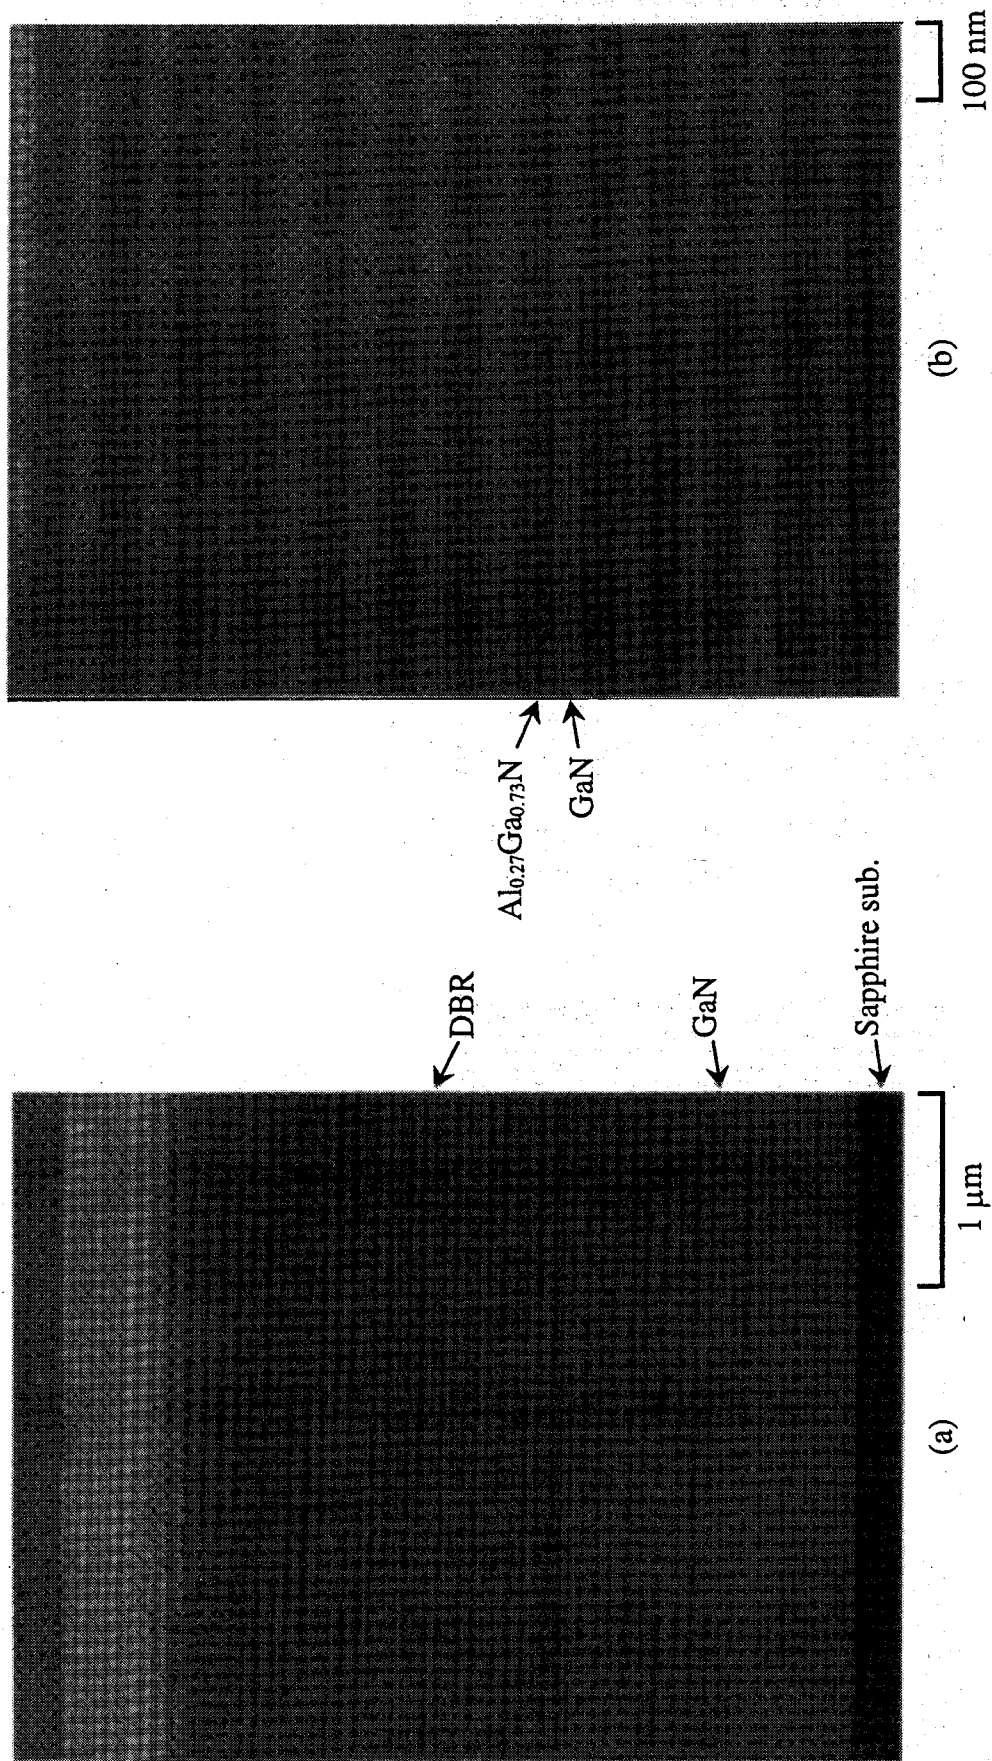 DBR
GaN
Sapphire sub.
1 μm
(a)
Al0.27Ga0.73N
GaN
100 nm
(b)